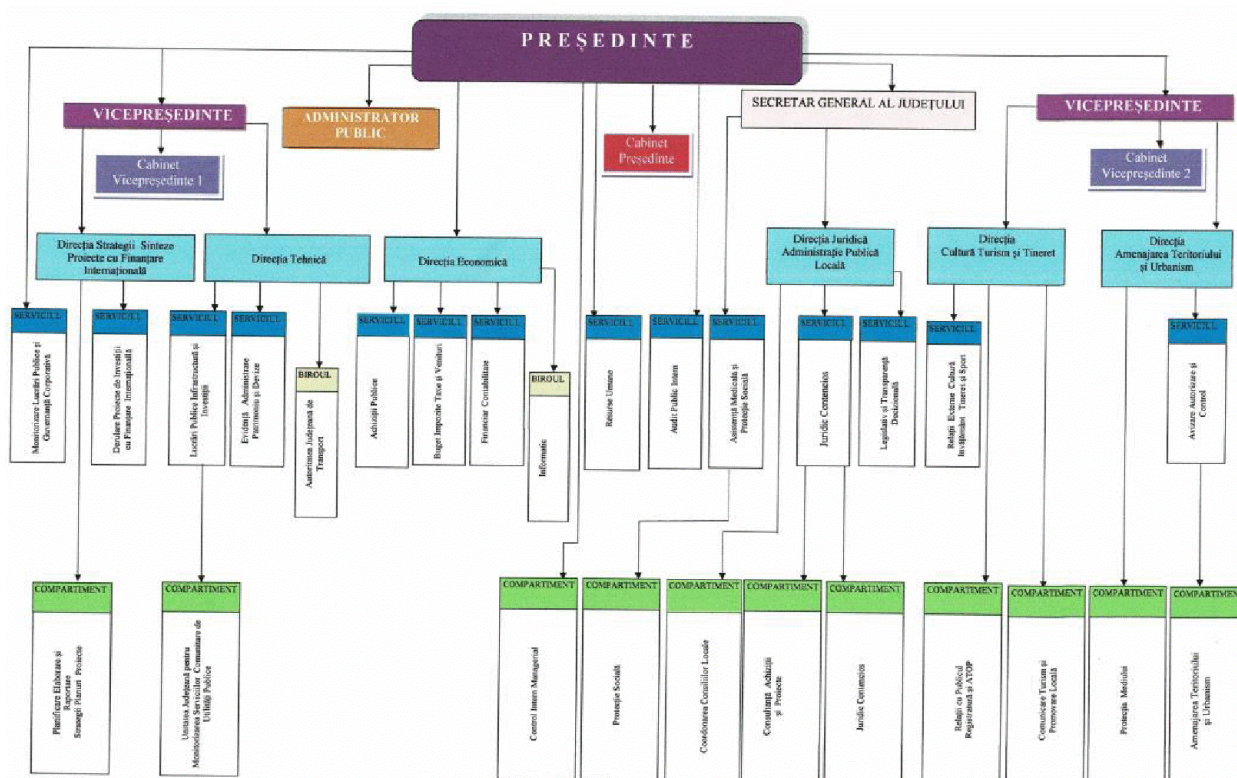 PREȘEDINTE
VICEPREȘEDINTE
ADMINISTRATOR
PUBLIC
Cabinet
Președinte
SECRETAR GENERAL AL JUDEȚULUI
VICEPREȘEDINTE
Cabinet
Vicepreședinte 1
Cabinet
Vicepreședinte 2
Direcția Strategii Sinteze
Proiecte cu Finanțare
Internațională
Direcția Tehnică
Direcția Economică
Direcția Juridică
Administrație Publică
Locală
Direcția
Cultură Turism și Tineret
Direcția
Amenajarea Teritoriului
și Urbanism
SERVICIUL
Monitorizare Lucrări Publice și
Guvernanță Corporativă
SERVICIUL
Derulare Proiecte de Investiții
cu Finanțare Internațională
SERVICIUL
Lucrări Publice Infrastructură și
Investiții
SERVICIUL
Evidență Administrare
Patrimoniu și Devize
BIROUL
Autoritatea Județeană de
Transport
SERVICIUL
Achiziții Publice
SERVICIUL
Buget Impozite Taxe și Venituri
SERVICIUL
Financiar Contabilitate
BIROUL
Informatic
SERVICIUL
Resurse Umane
SERVICIUL
Audit Public Intern
SERVICIUL
Asistență Medicală și
Protecție Socială
SERVICIUL
Juridic Contencios
SERVICIUL
Legislativ și Transparență
Decizională
SERVICIUL
Relații Externe Cultură
Învățământ Tineret și Sport
SERVICIUL
Avizare Autorizare și
Control
COMPARTIMENT
Planificare Elaborare și
Raportare
Strategii Planuri Proiecte
COMPARTIMENT
Unitatea Județeană pentru
Monitorizarea Serviciilor Comunitare de
Utilități Publice
COMPARTIMENT
Control Intern Managerial
COMPARTIMENT
Protecție Socială
COMPARTIMENT
Coordonarea Consiliilor Locale
COMPARTIMENT
Consultanță Achiziții
și Proiecte
COMPARTIMENT
Juridic Contencios
COMPARTIMENT
Relații cu Publicul
Registratură și ATOP
COMPARTIMENT
Comunicare Turism și
Promovare Locală
COMPARTIMENT
Protecția Mediului
COMPARTIMENT
Amenajarea Teritoriului
și Urbanism